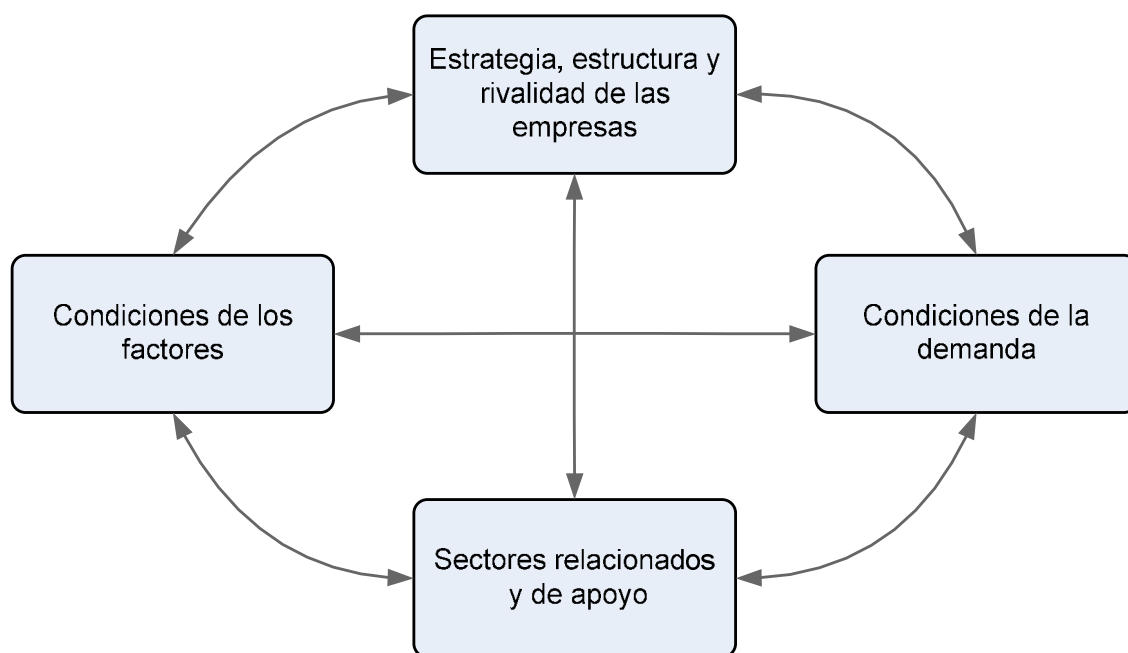 Estrategia, estructura y
rivalidad de las
empresas
Condiciones de los
factores
Condiciones de la
demanda
Sectores relacionados
y de apoyo